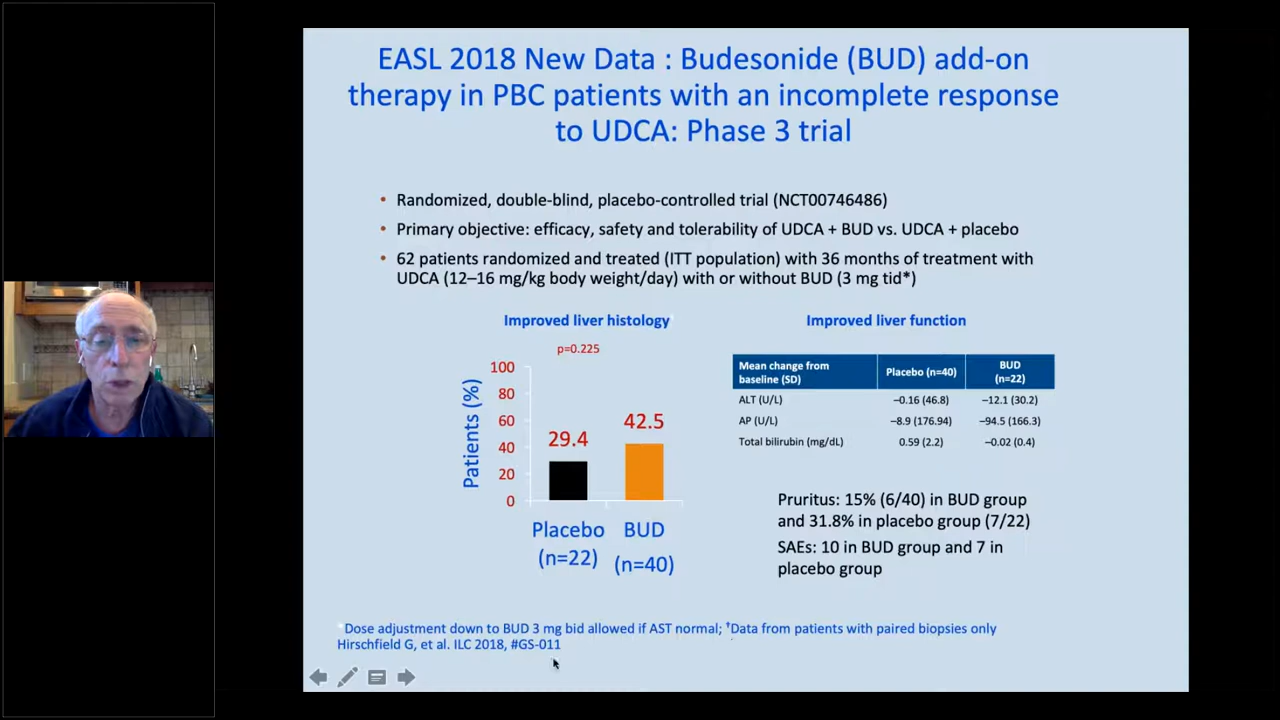 EASL 2018 New Data : Budesonide (BUD) add-on
therapy in PBC patients with an incomplete response
to UDCA: Phase 3 trial
• Randomized, double-blind, placebo-controlled trial (NCT00746486)
• Primary objective: efficacy, safety and tolerability of UDCA + BUD vs. UDCA + placebo
• 62 patients randomized and treated (ITT population) with 36 months of treatment with
UDCA (12–16 mg/kg body weight/day) with or without BUD (3 mg tid*)
Improved liver histology
p=0.225
Patients (%)
100
80
60
40
20
0
29.4
42.5
Placebo
(n=22)
BUD
(n=40)
Improved liver function
Mean change from
baseline (SD)
Placebo (n=40)
BUD
(n=22)
ALT (U/L) –0.16 (46.8) –12.1 (30.2)
AP (U/L) –8.9 (176.94) –94.5 (166.3)
Total bilirubin (mg/dL) 0.59 (2.2) –0.02 (0.4)
Pruritus: 15% (6/40) in BUD group
and 31.8% in placebo group (7/22)
SAEs: 10 in BUD group and 7 in
placebo group
*Dose adjustment down to BUD 3 mg bid allowed if AST normal; †Data from patients with paired biopsies only
Hirschfield G, et al. ILC 2018, #GS-011